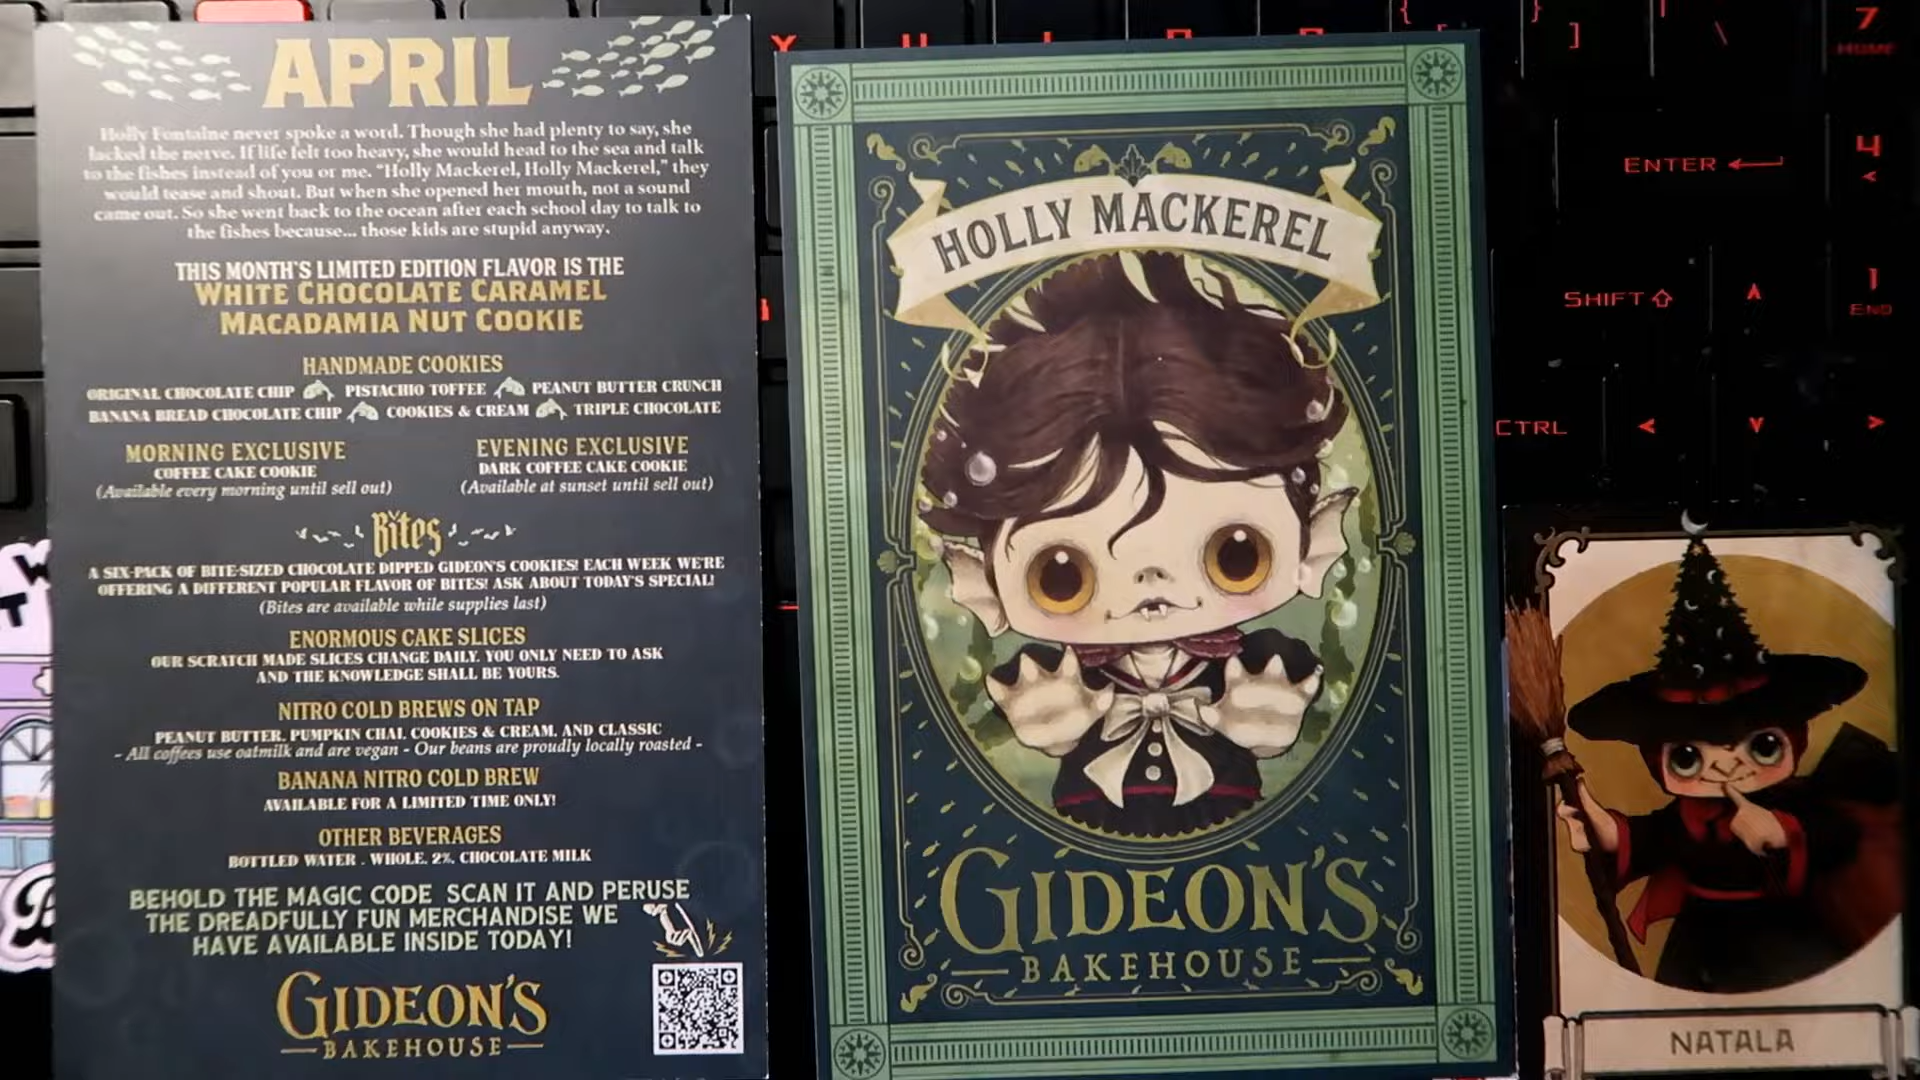 APRIL
Holly Fontaine never spoke a word. Though she had plenty to say, she
lacked the nerve. If life felt too heavy, she would head to the sea and talk
to the fishes instead of you or me. "Holly Mackerel, Holly Mackerel," they
would tease and shout. But when she opened her mouth, not a sound
came out. So she went back to the ocean after each school day to talk to
the fishes because... those kids are stupid anyway.
THIS MONTH'S LIMITED EDITION FLAVOR IS THE
WHITE CHOCOLATE CARAMEL
MACADAMIA NUT COOKIE
HANDMADE COOKIES
ORIGINAL CHOCOLATE CHIP PISTACHIO TOFFEE PEANUT BUTTER CRUNCH
BANANA BREAD CHOCOLATE CHIP COOKIES & CREAM TRIPLE CHOCOLATE
MORNING EXCLUSIVE
COFFEE CAKE COOKIE
(Available every morning until sell out)
EVENING EXCLUSIVE
DARK COFFEE CAKE COOKIE
(Available at sunset until sell out)
Bites
A SIX-PACK OF BITE-SIZED CHOCOLATE DIPPED GIDEON'S COOKIES! EACH WEEK WE'RE
OFFERING A DIFFERENT POPULAR FLAVOR OF BITES! ASK ABOUT TODAY'S SPECIAL!
(Bites are available while supplies last)
ENORMOUS CAKE SLICES
OUR SCRATCH MADE SLICES CHANGE DAILY. YOU ONLY NEED TO ASK
AND THE KNOWLEDGE SHALL BE YOURS.
NITRO COLD BREWS ON TAP
PEANUT BUTTER, PUMPKIN CHAI, COOKIES & CREAM, AND CLASSIC
- All coffees use oatmilk and are vegan - Our beans are proudly locally roasted -
BANANA NITRO COLD BREW
AVAILABLE FOR A LIMITED TIME ONLY!
OTHER BEVERAGES
BOTTLED WATER . WHOLE, 2%, CHOCOLATE MILK
BEHOLD THE MAGIC CODE SCAN IT AND PERUSE
THE DREADFULLY FUN MERCHANDISE WE
HAVE AVAILABLE INSIDE TODAY!
GIDEON'S
BAKEHOUSE
HOLLY MACKEREL
GIDEON'S
BAKEHOUSE
NATALA
{ [
} ]
\
7
HOME
ENTER
4
<
SHIFT
1
END
CTRL